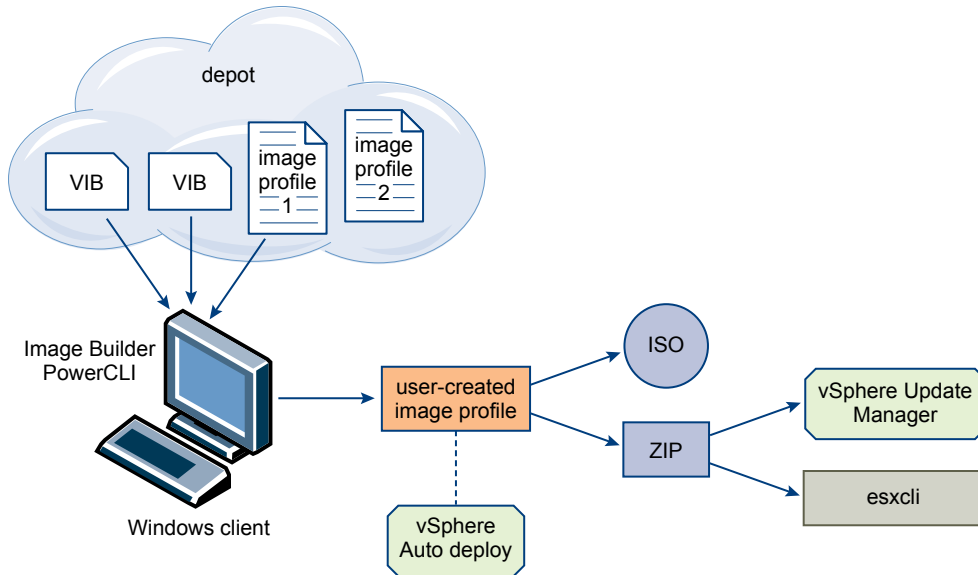 depot
VIB
VIB
image
profile
1
image
profile
2
Image Builder
PowerCLI
Windows client
user-created
image profile
vSphere
Auto deploy
ISO
ZIP
vSphere Update
Manager
esxcli